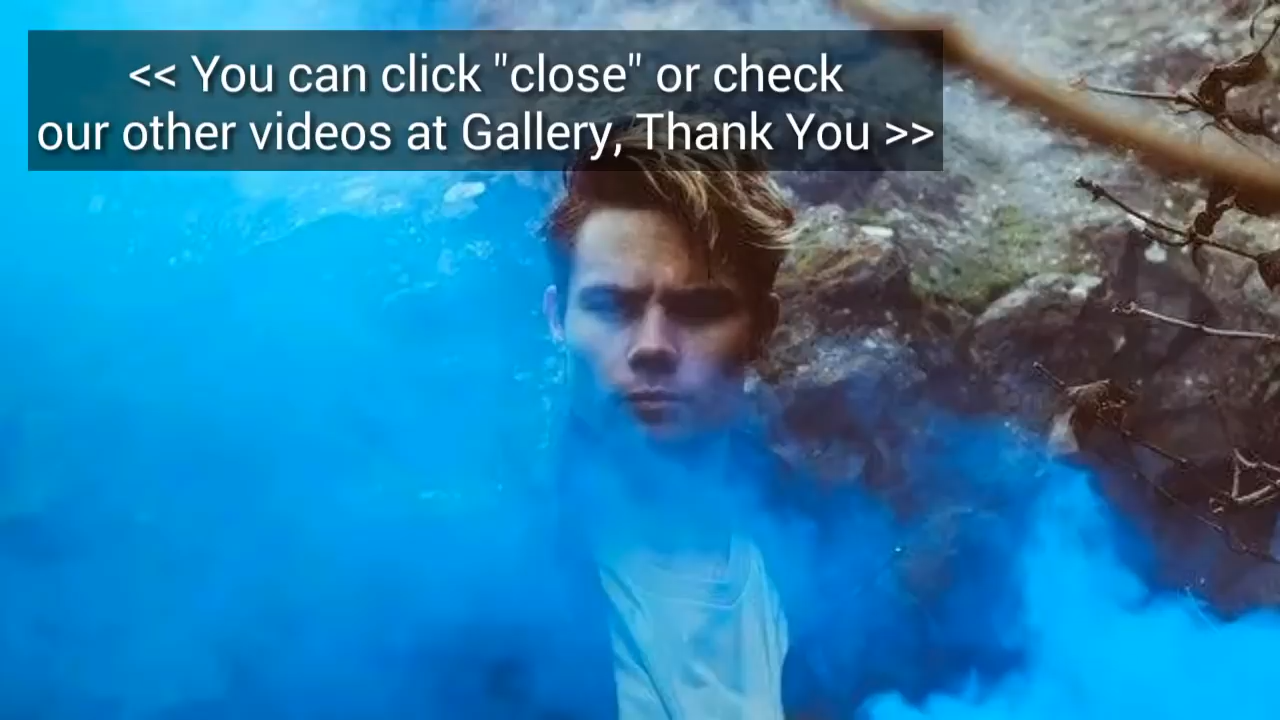 << You can click "close" or check
our other videos at Gallery, Thank You >>